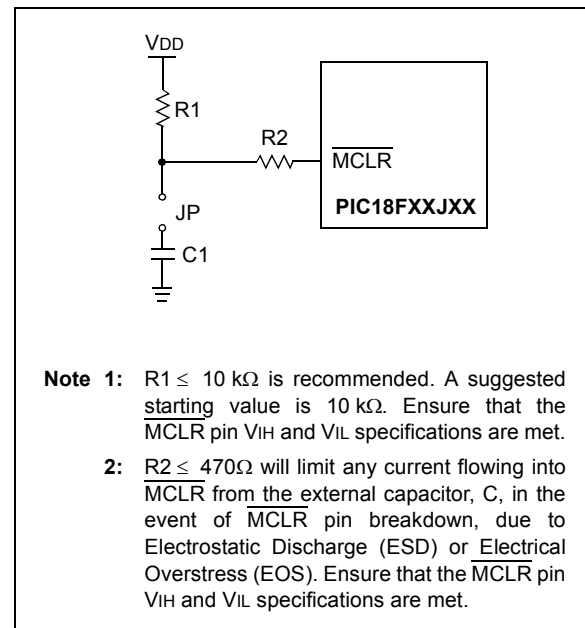 VDD
R1
R2
MCLR
PIC18FXXJXX
JP
C1
Note 1: R1 ≤ 10 kΩ is recommended. A suggested
starting value is 10 kΩ. Ensure that the
MCLR pin VIH and VIL specifications are met.
2: R2 ≤ 470Ω will limit any current flowing into
MCLR from the external capacitor, C, in the
event of MCLR pin breakdown, due to
Electrostatic Discharge (ESD) or Electrical
Overstress (EOS). Ensure that the MCLR pin
VIH and VIL specifications are met.